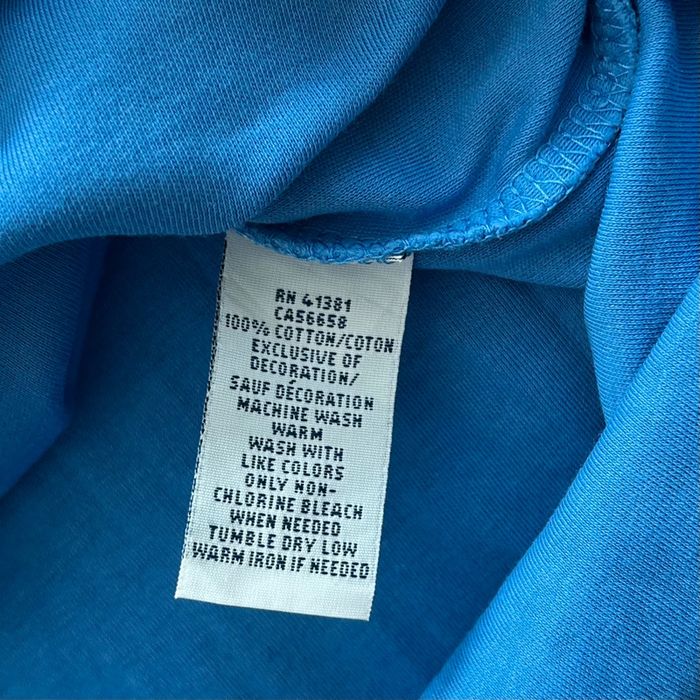 RN 41381
CA56658
100% COTTON/COTON
EXCLUSIVE OF
DECORATION/
SAUF DÉCORATION
MACHINE WASH
WARM
WASH WITH
LIKE COLORS
ONLY NON-
CHLORINE BLEACH
WHEN NEEDED
TUMBLE DRY LOW
WARM IRON IF NEEDED